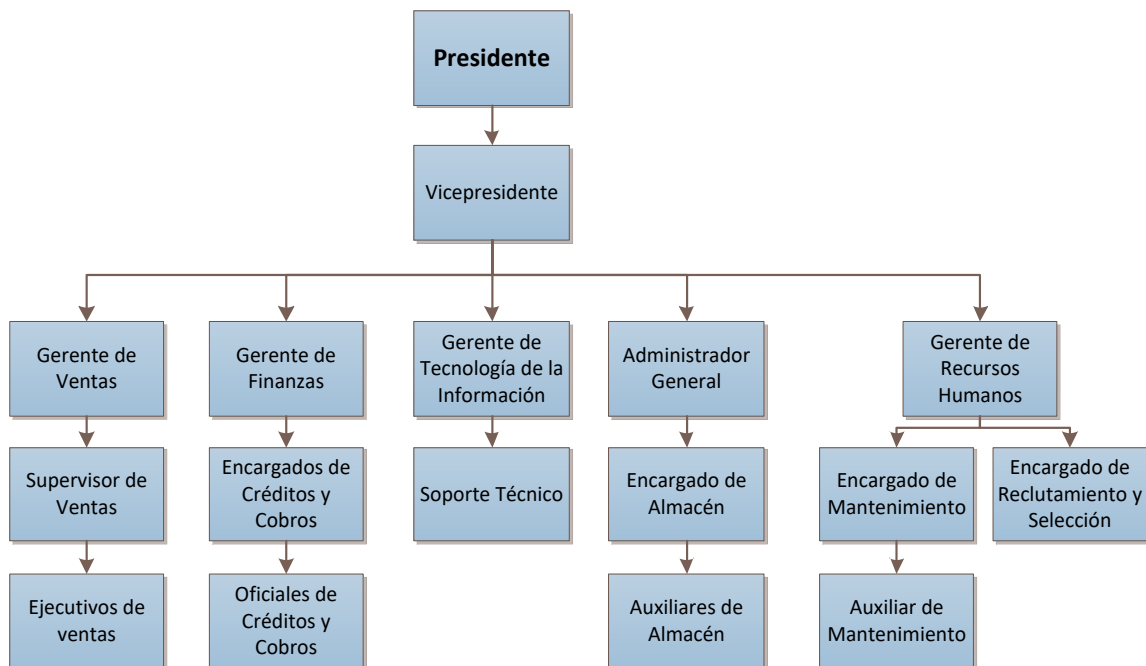 Presidente
Vicepresidente
Gerente de
Ventas
Gerente de
Finanzas
Gerente de
Tecnología de la
Información
Administrador
General
Gerente de
Recursos
Humanos
Supervisor de
Ventas
Encargados de
Créditos y
Cobros
Soporte Técnico
Encargado de
Almacén
Encargado de
Mantenimiento
Encargado de
Reclutamiento y
Selección
Ejecutivos de
ventas
Oficiales de
Créditos y
Cobros
Auxiliares de
Almacén
Auxiliar de
Mantenimiento